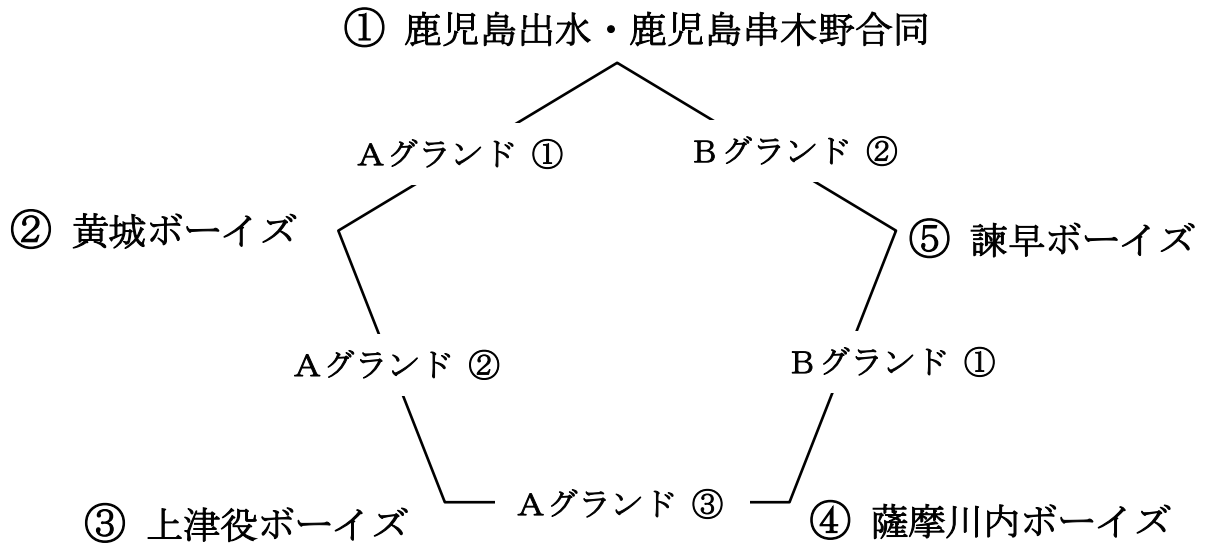 ① 鹿児島出水・鹿児島串木野合同
Ａグランド ①
Ｂグランド ②
② 黄城ボーイズ
⑤ 諫早ボーイズ
Ａグランド ②
Ｂグランド ①
Ａグランド ③
③ 上津役ボーイズ
④ 薩摩川内ボーイズ